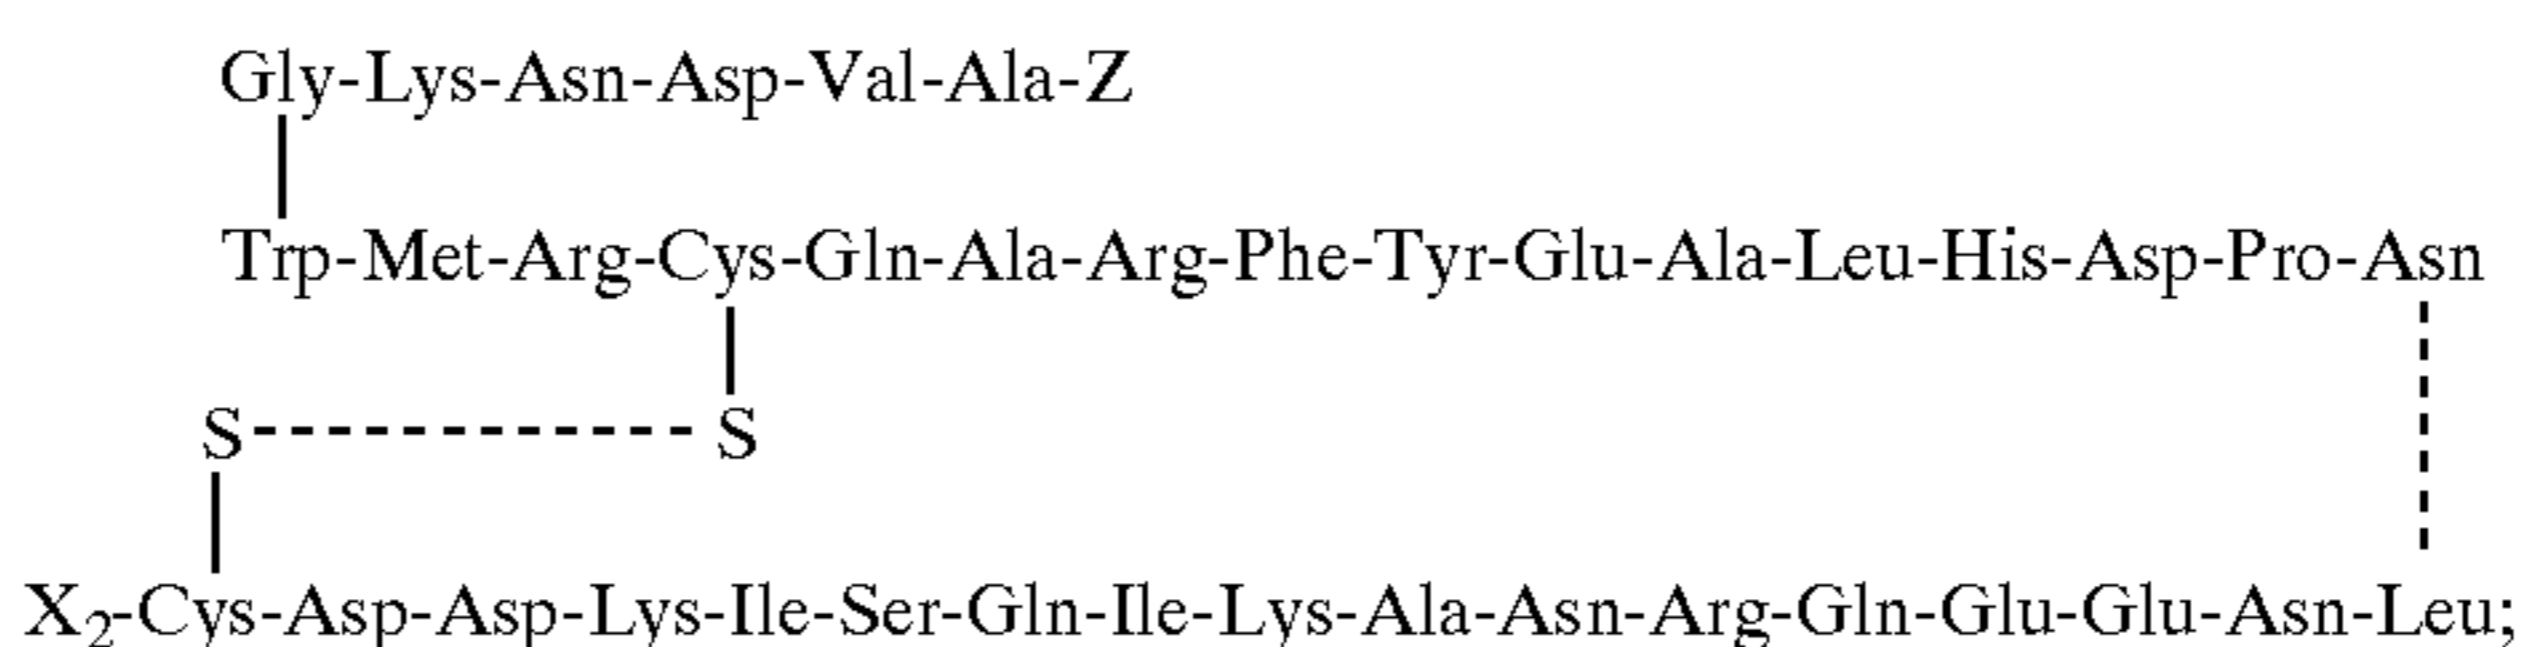 Gly-Lys-Asn-Asp-Val-Ala-Z
Trp-Met-Arg-Cys-Gln-Ala-Arg-Phe-Tyr-Glu-Ala-Leu-His-Asp-Pro-Asn
S S
X₂-Cys-Asp-Asp-Lys-Ile-Ser-Gln-Ile-Lys-Ala-Asn-Arg-Gln-Glu-Glu-Asn-Leu;